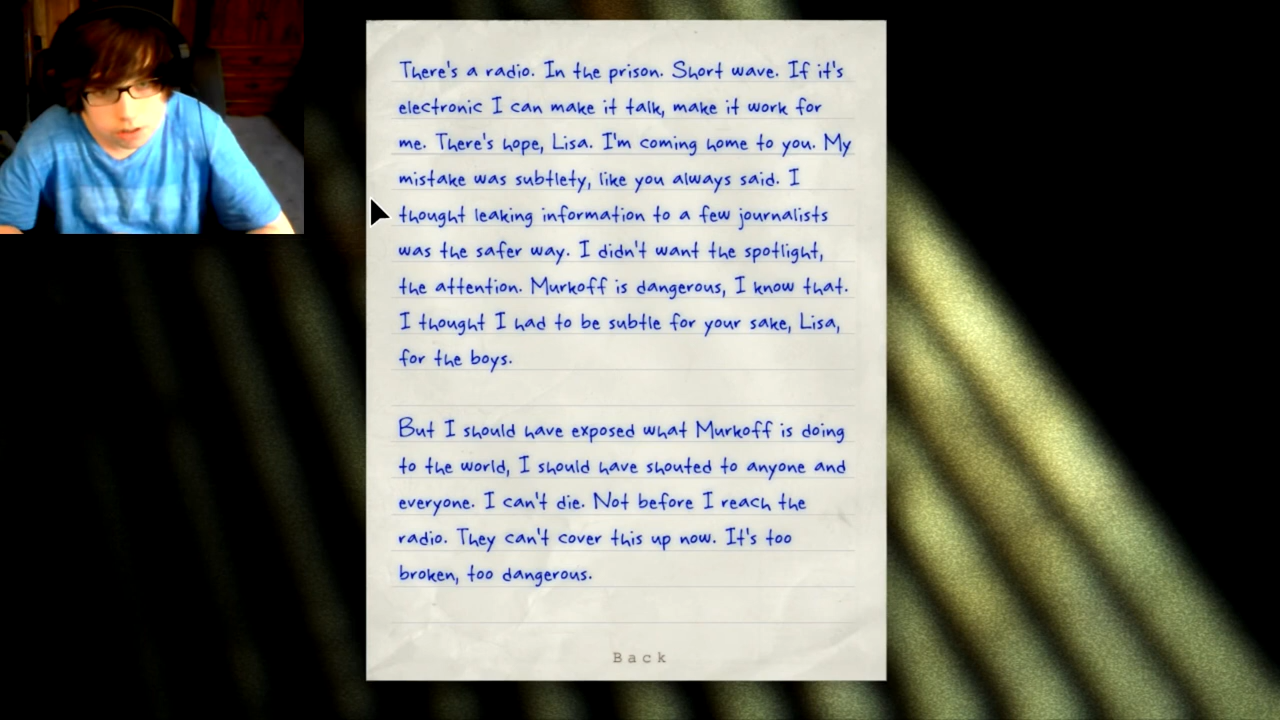 There's a radio. In the prison. Short wave. If it's
electronic I can make it talk, make it work for
me. There's hope, Lisa. I'm coming home to you. My
mistake was subtlety, like you always said. I
thought leaking information to a few journalists
was the safer way. I didn't want the spotlight,
the attention. Murkoff is dangerous, I know that.
I thought I had to be subtle for your sake, Lisa,
for the boys.
But I should have exposed what Murkoff is doing
to the world, I should have shouted to anyone and
everyone. I can't die. Not before I reach the
radio. They can't cover this up now. It's too
broken, too dangerous.
Back